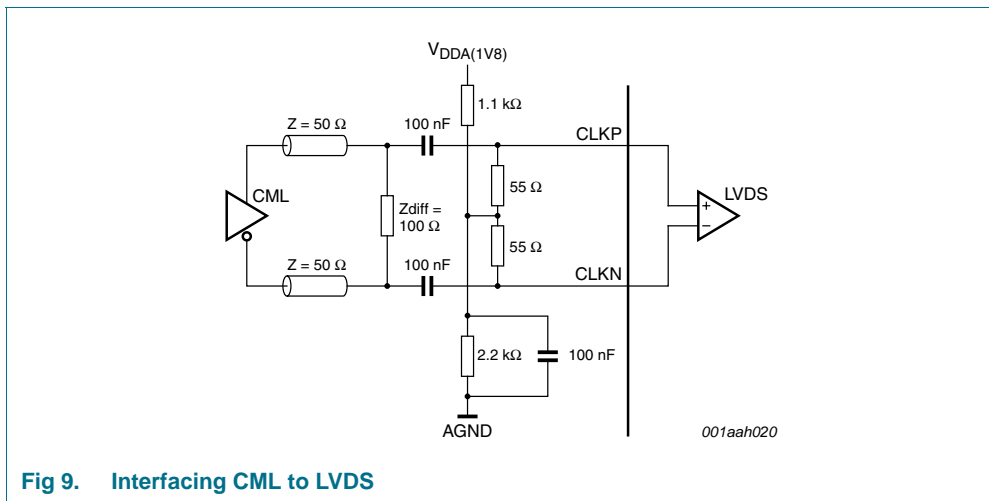 VDDA(1V8)
1.1 kΩ
Z = 50 Ω
100 nF
CLKP
55 Ω
CML
LVDS
Zdiff =
100 Ω
+
−
55 Ω
Z = 50 Ω
100 nF
CLKN
2.2 kΩ
100 nF
AGND
001aah020
Fig 9. Interfacing CML to LVDS